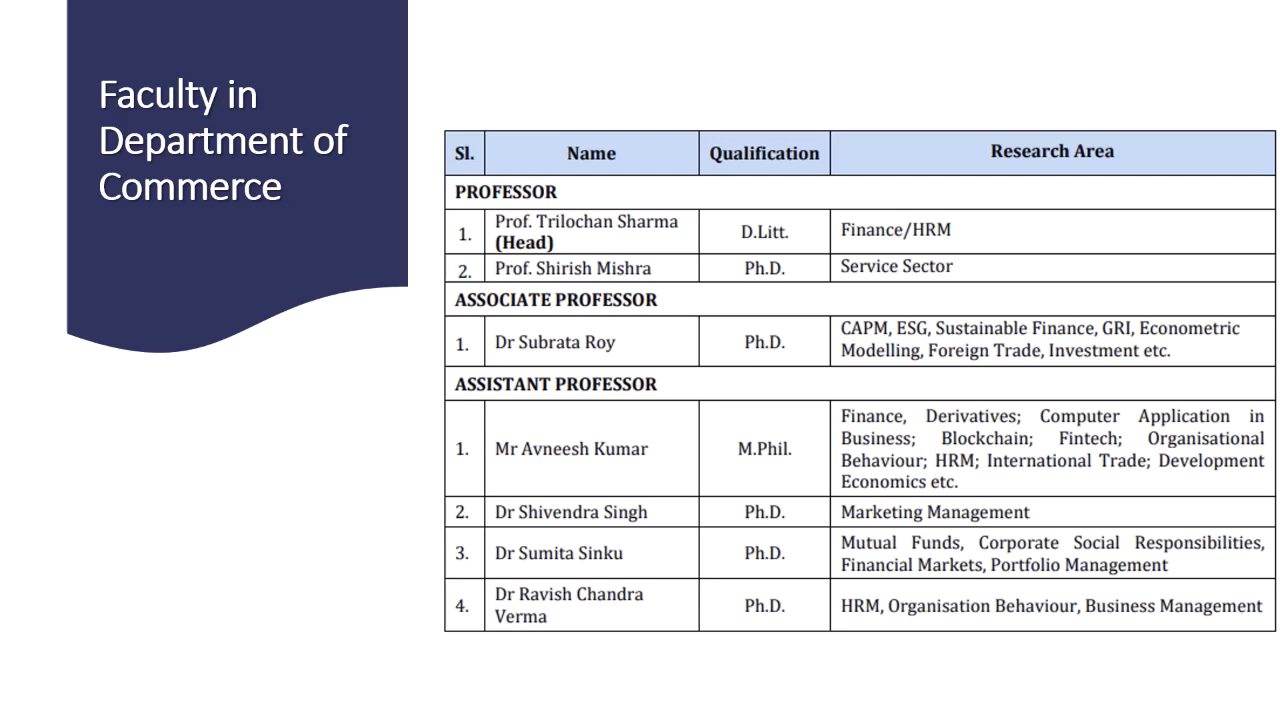 Faculty in
Department of
Commerce
Sl. Name Qualification Research Area
PROFESSOR
1. Prof. Trilochan Sharma (Head) D.Litt. Finance/HRM
2. Prof. Shirish Mishra Ph.D. Service Sector
ASSOCIATE PROFESSOR
1. Dr Subrata Roy Ph.D. CAPM, ESG, Sustainable Finance, GRI, Econometric
Modelling, Foreign Trade, Investment etc.
ASSISTANT PROFESSOR
1. Mr Avneesh Kumar M.Phil. Finance, Derivatives; Computer Application in
Business; Blockchain; Fintech; Organisational
Behaviour; HRM; International Trade; Development
Economics etc.
2. Dr Shivendra Singh Ph.D. Marketing Management
3. Dr Sumita Sinku Ph.D. Mutual Funds, Corporate Social Responsibilities,
Financial Markets, Portfolio Management
4. Dr Ravish Chandra Verma Ph.D. HRM, Organisation Behaviour, Business Management